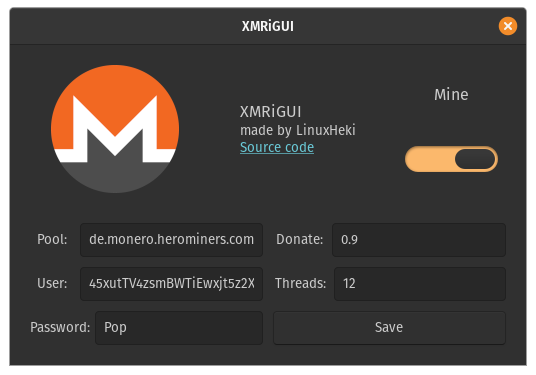 XMRiGUI
Mine
XMRiGUI
made by LinuxHeki
Source code
Pool: de.monero.herominers.com Donate: 0.9
User: 45xutTV4zsmBWTiEwxjt5z2X Threads: 12
Password: Pop Save